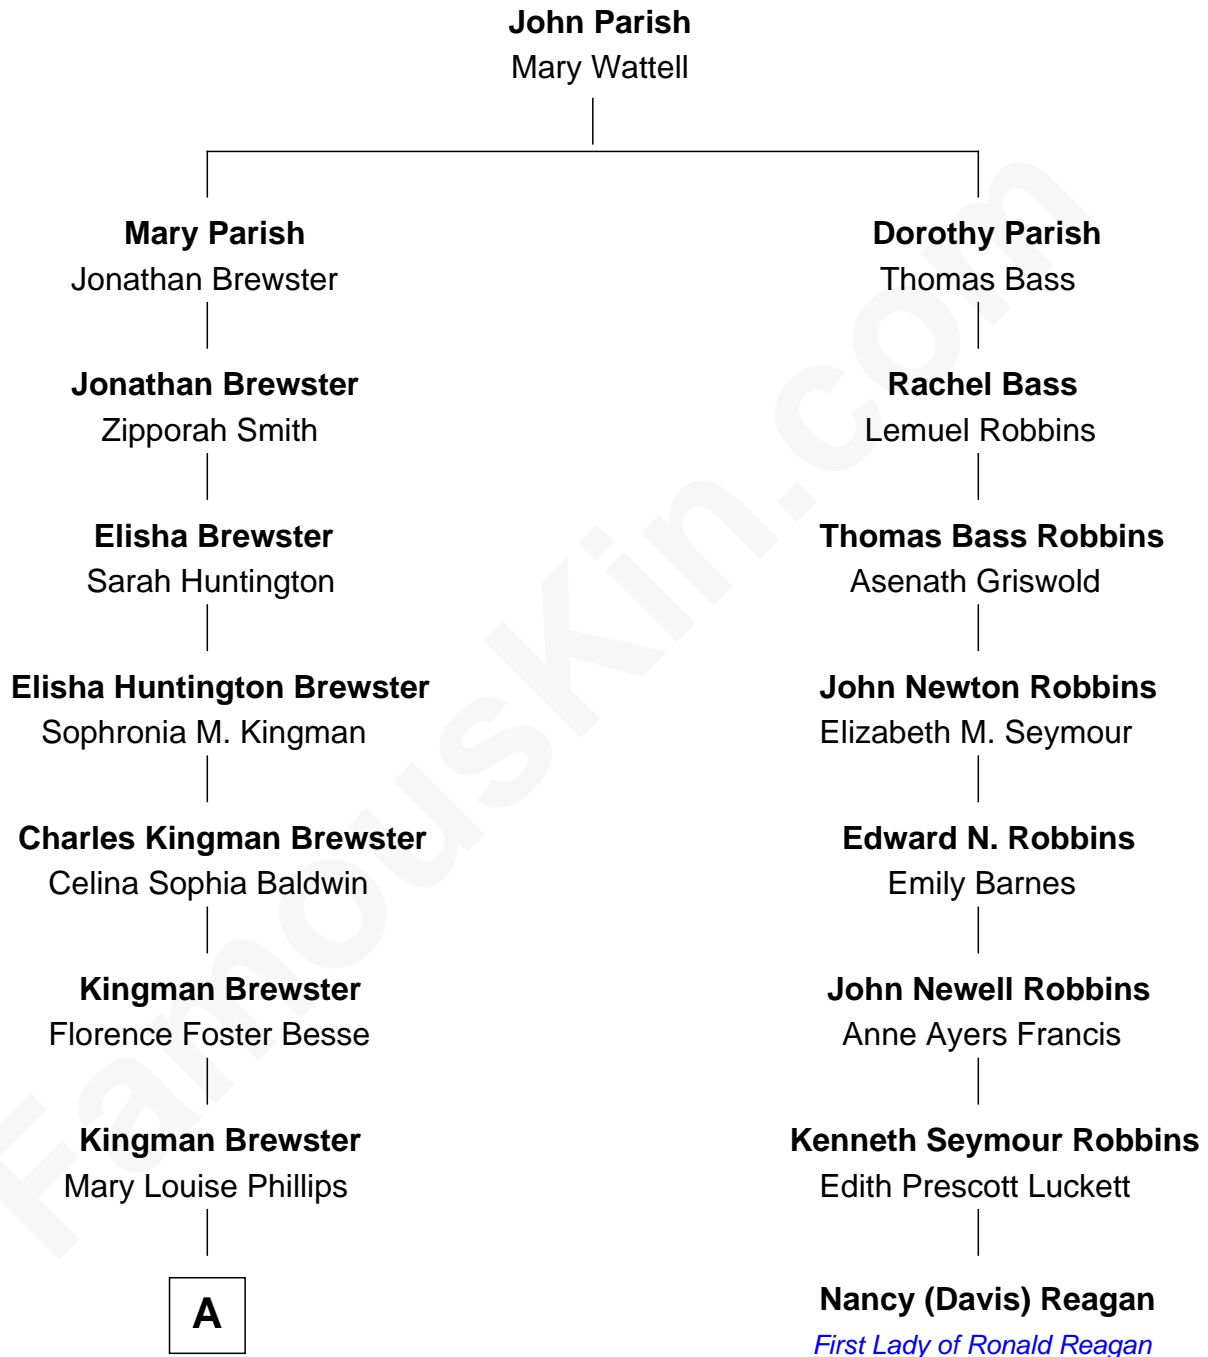 John Parish
Mary Wattell
Mary Parish
Jonathan Brewster
Dorothy Parish
Thomas Bass
Jonathan Brewster
Zipporah Smith
Rachel Bass
Lemuel Robbins
Elisha Brewster
Sarah Huntington
Thomas Bass Robbins
Asenath Griswold
Elisha Huntington Brewster
Sophronia M. Kingman
John Newton Robbins
Elizabeth M. Seymour
Charles Kingman Brewster
Celina Sophia Baldwin
Edward N. Robbins
Emily Barnes
Kingman Brewster
Florence Foster Besse
John Newell Robbins
Anne Ayers Francis
Kingman Brewster
Mary Louise Phillips
Kenneth Seymour Robbins
Edith Prescott Luckett
A
Nancy (Davis) Reagan
First Lady of Ronald Reagan
FamousKin.com